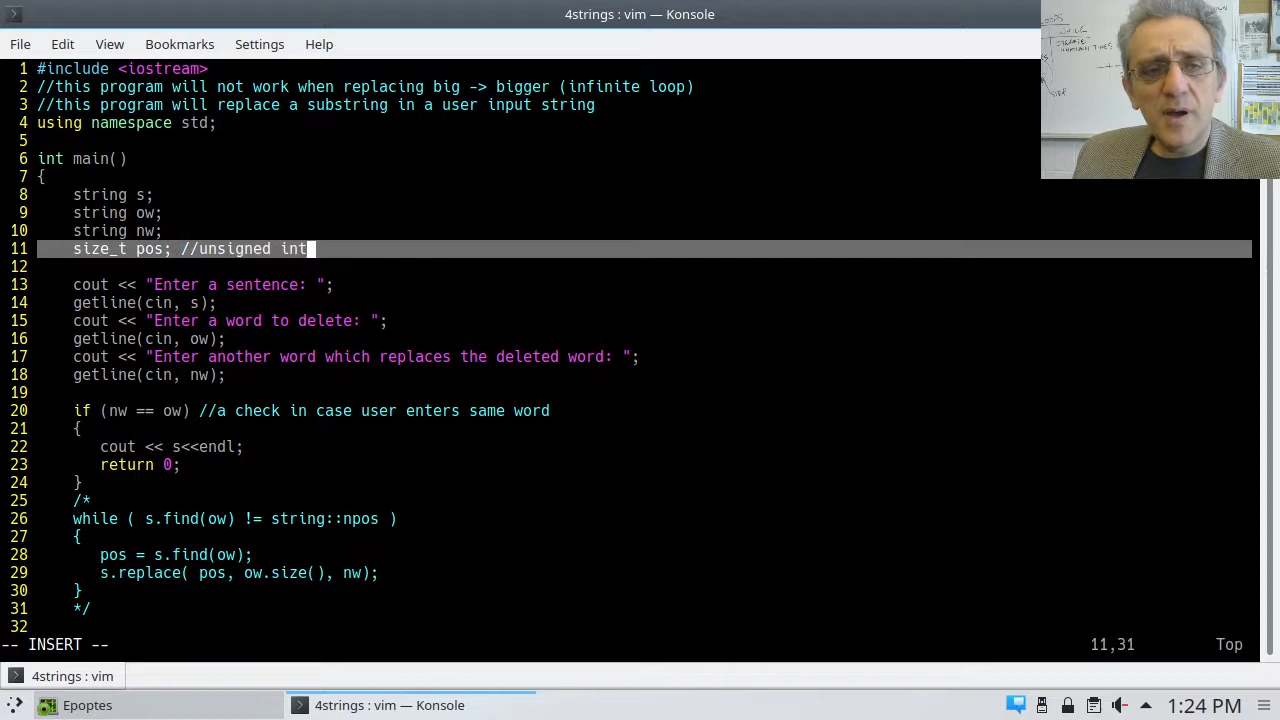 4strings : vim — Konsole
File Edit View Bookmarks Settings Help
1 #include <iostream>
2 //this program will not work when replacing big -> bigger (infinite loop)
3 //this program will replace a substring in a user input string
4 using namespace std;
5
6 int main()
7 {
8 string s;
9 string ow;
10 string nw;
11 size_t pos; //unsigned int
12
13 cout << "Enter a sentence: ";
14 getline(cin, s);
15 cout << "Enter a word to delete: ";
16 getline(cin, ow);
17 cout << "Enter another word which replaces the deleted word: ";
18 getline(cin, nw);
19
20 if (nw == ow) //a check in case user enters same word
21 {
22 cout << s<<endl;
23 return 0;
24 }
25 /*
26 while ( s.find(ow) != string::npos )
27 {
28 pos = s.find(ow);
29 s.replace( pos, ow.size(), nw);
30 }
31 */
32
-- INSERT -- 11,31 Top
4strings : vim
Epoptes 4strings : vim — Konsole 1:24 PM